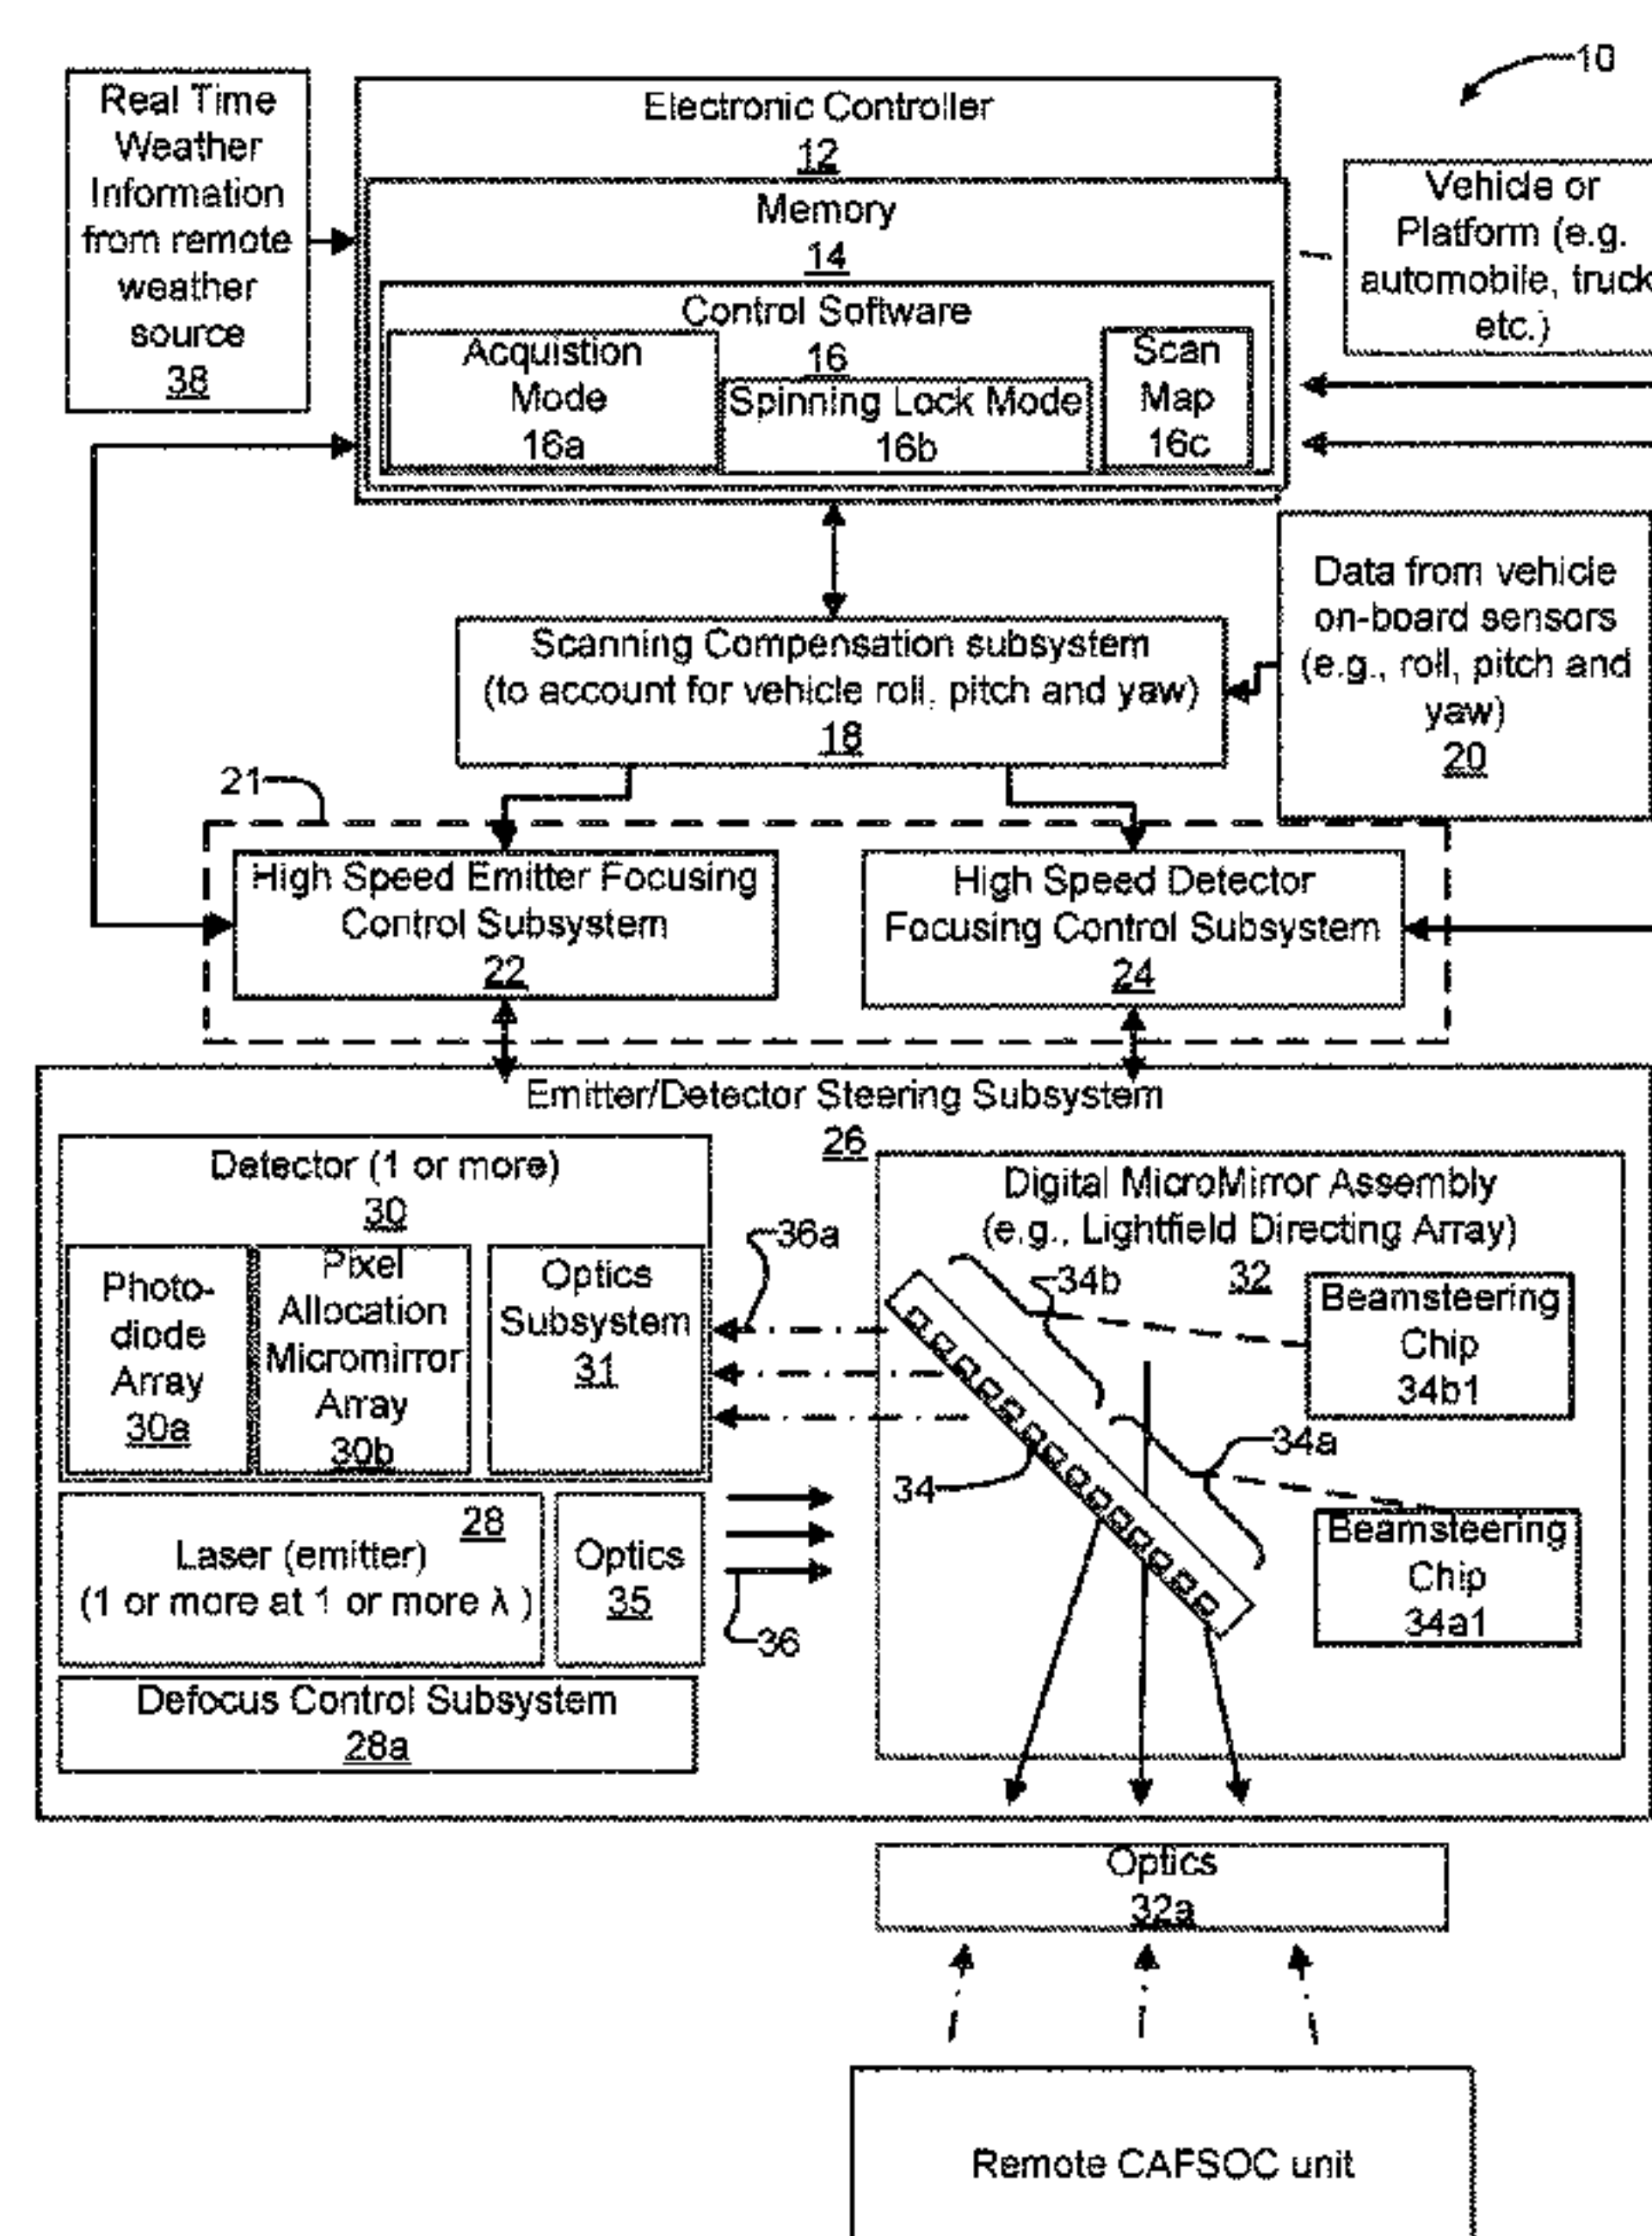 10
Real Time
Weather
Information
from remote
weather
source
38
Electronic Controller
12
Memory
14
Control Software
16
Acquistion
Mode
16a
Spinning Lock Mode
16b
Scan
Map
16c
Vehicle or
Platform (e.g.
automobile, truck
etc.)
Scanning Compensation subsystem
(to account for vehicle roll, pitch and yaw)
18
Data from vehicle
on-board sensors
(e.g., roll, pitch and
yaw)
20
21
High Speed Emitter Focusing
Control Subsystem
22
High Speed Detector
Focusing Control Subsystem
24
Emitter/Detector Steering Subsystem
26
Detector (1 or more)
30
Photo-
diode
Array
30a
Pixel
Allocation
Micromirror
Array
30b
Optics
Subsystem
31
36a
Digital MicroMirror Assembly
(e.g., Lightfield Directing Array)
32
34b
Beamsteering
Chip
34b1
34a
34
Beamsteering
Chip
34a1
28
Laser (emitter)
(1 or more at 1 or more λ )
Optics
35
36
Defocus Control Subsystem
28a
Optics
32a
Remote CAFSOC unit